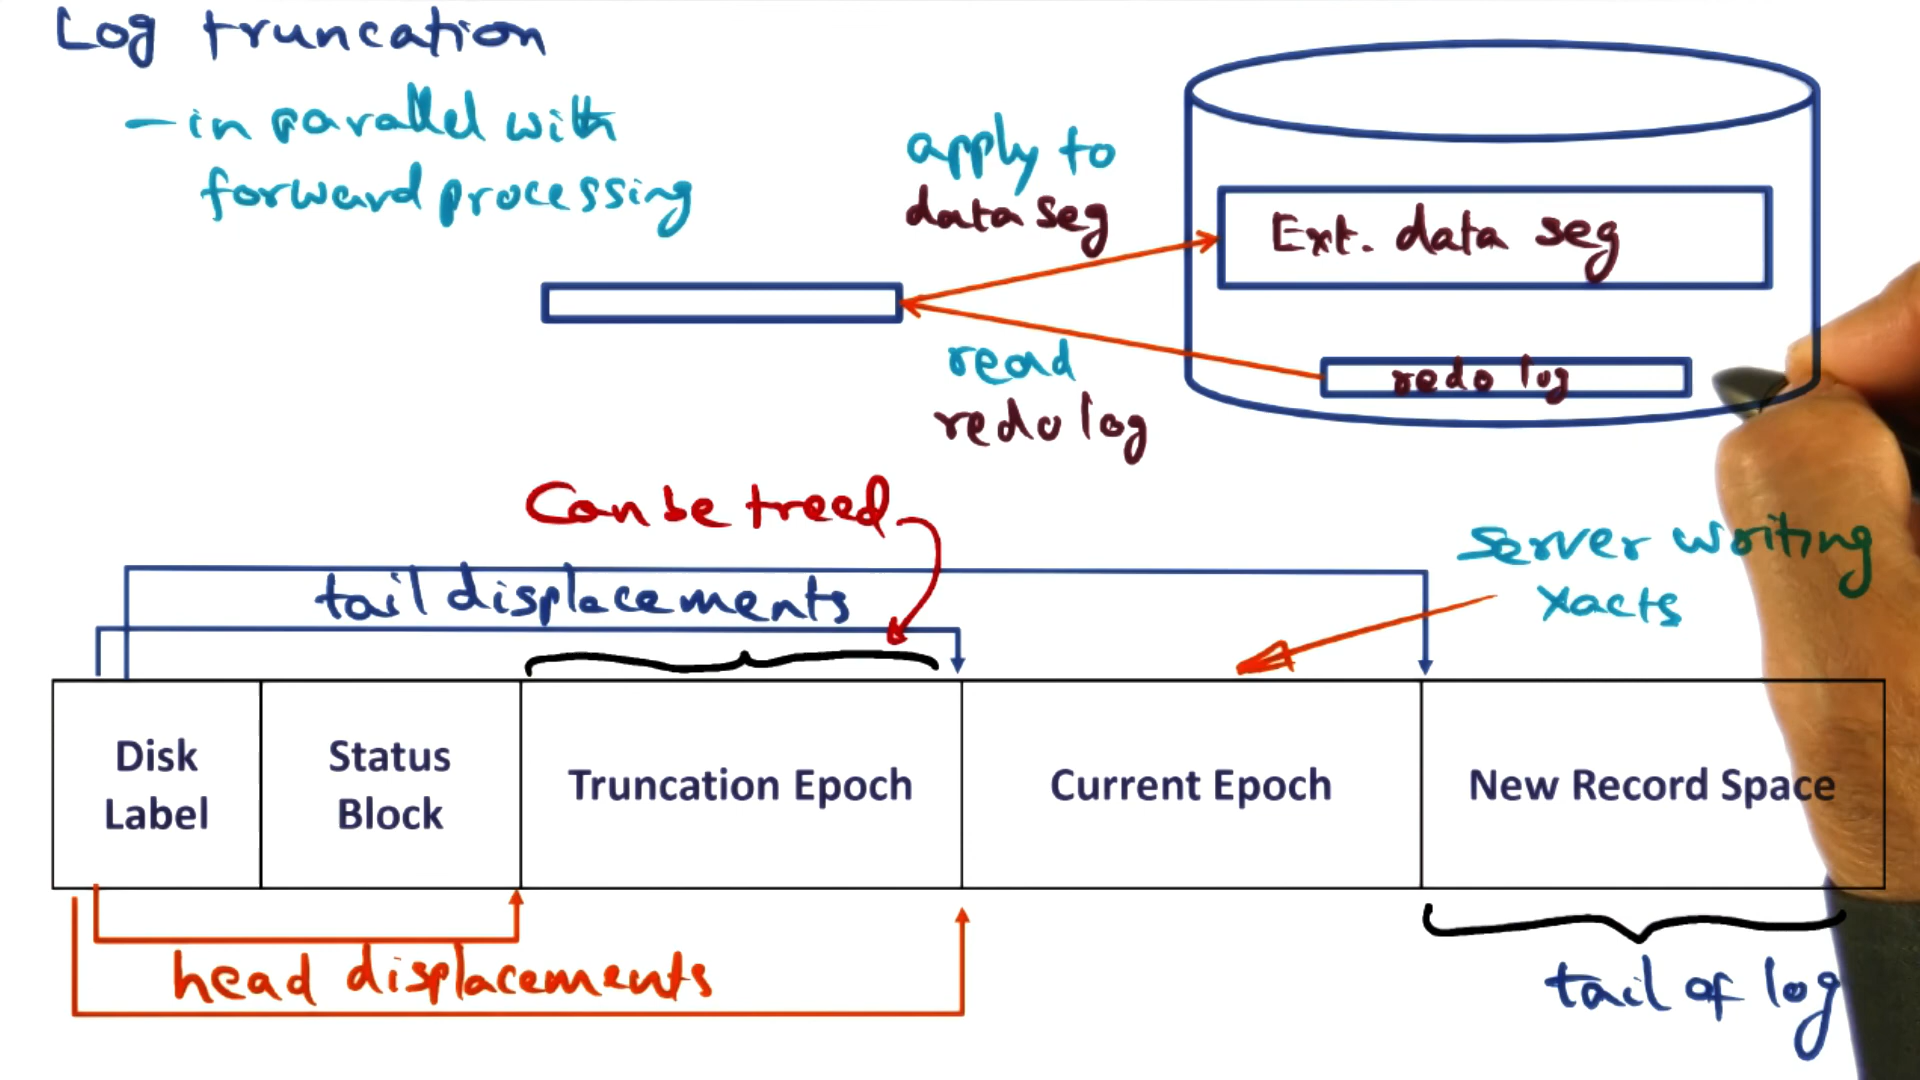 Log truncation
– in parallel with
forward processing
apply to
data seg
Ext. data seg
read
redo log
redo log
Can be freed
server writing
xacts
tail displacements
Disk
Label
Status
Block
Truncation Epoch
Current Epoch
New Record Space
head displacements
tail of log